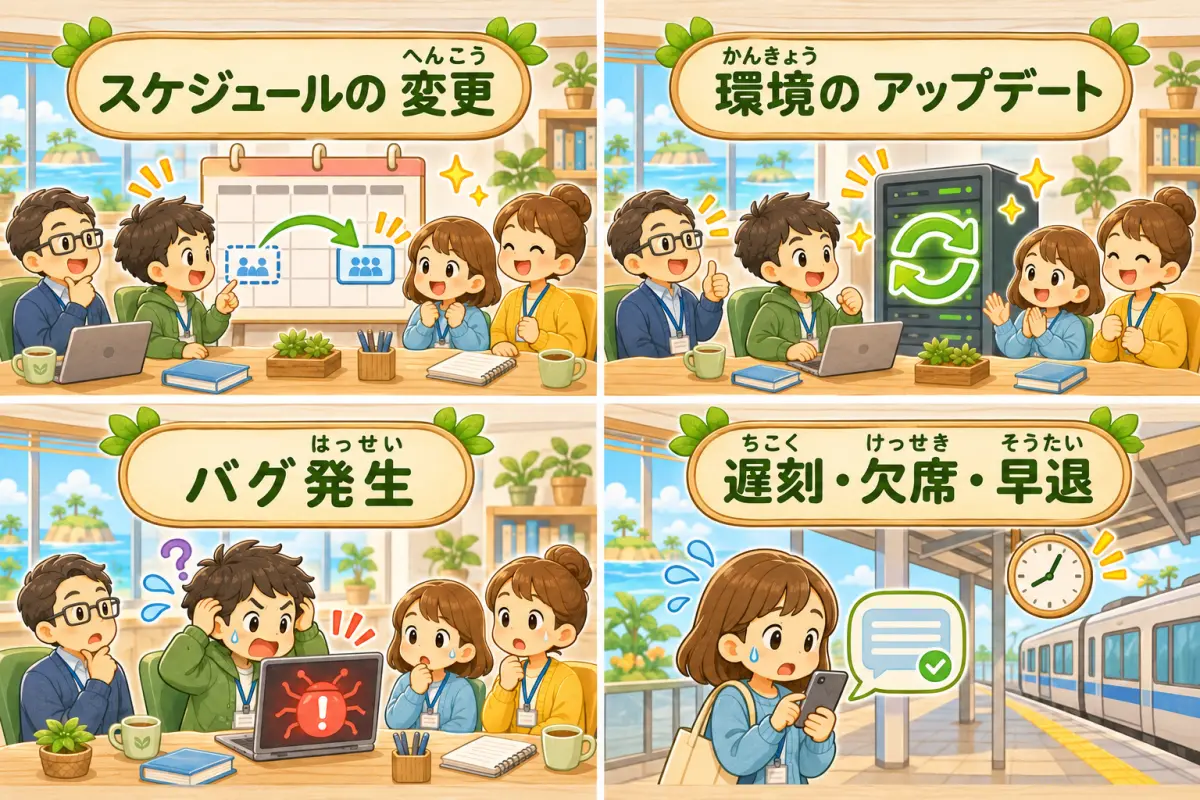 へんこう
スケジュールの 変更
かんきょう
環境の アップデート
はっせい
バグ 発生
ちこく けっせき そうたい
遅刻・欠席・早退